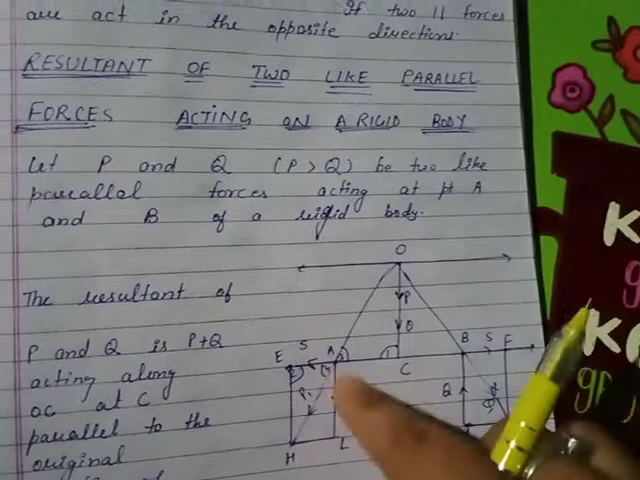 If two || forces
are act in the opposite directions.
RESULTANT OF TWO LIKE PARALLEL
FORCES ACTING ON A RIGID BODY
Let P and Q (P > Q) be two like
parallel forces acting at pt A
and B of a rigid body.
The resultant of
P and Q is P+Q
acting along
OC at C
parallel to the
original
O
P
Q
E S A C B S F
Q
H L
K
K